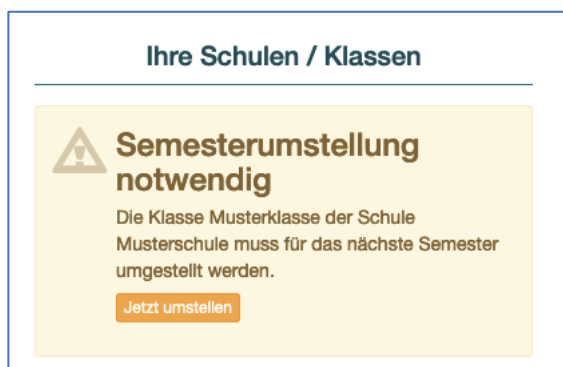 Ihre Schulen / Klassen
Semesterumstellung
notwendig
Die Klasse Musterklasse der Schule
Musterschule muss für das nächste Semester
umgestellt werden.
Jetzt umstellen